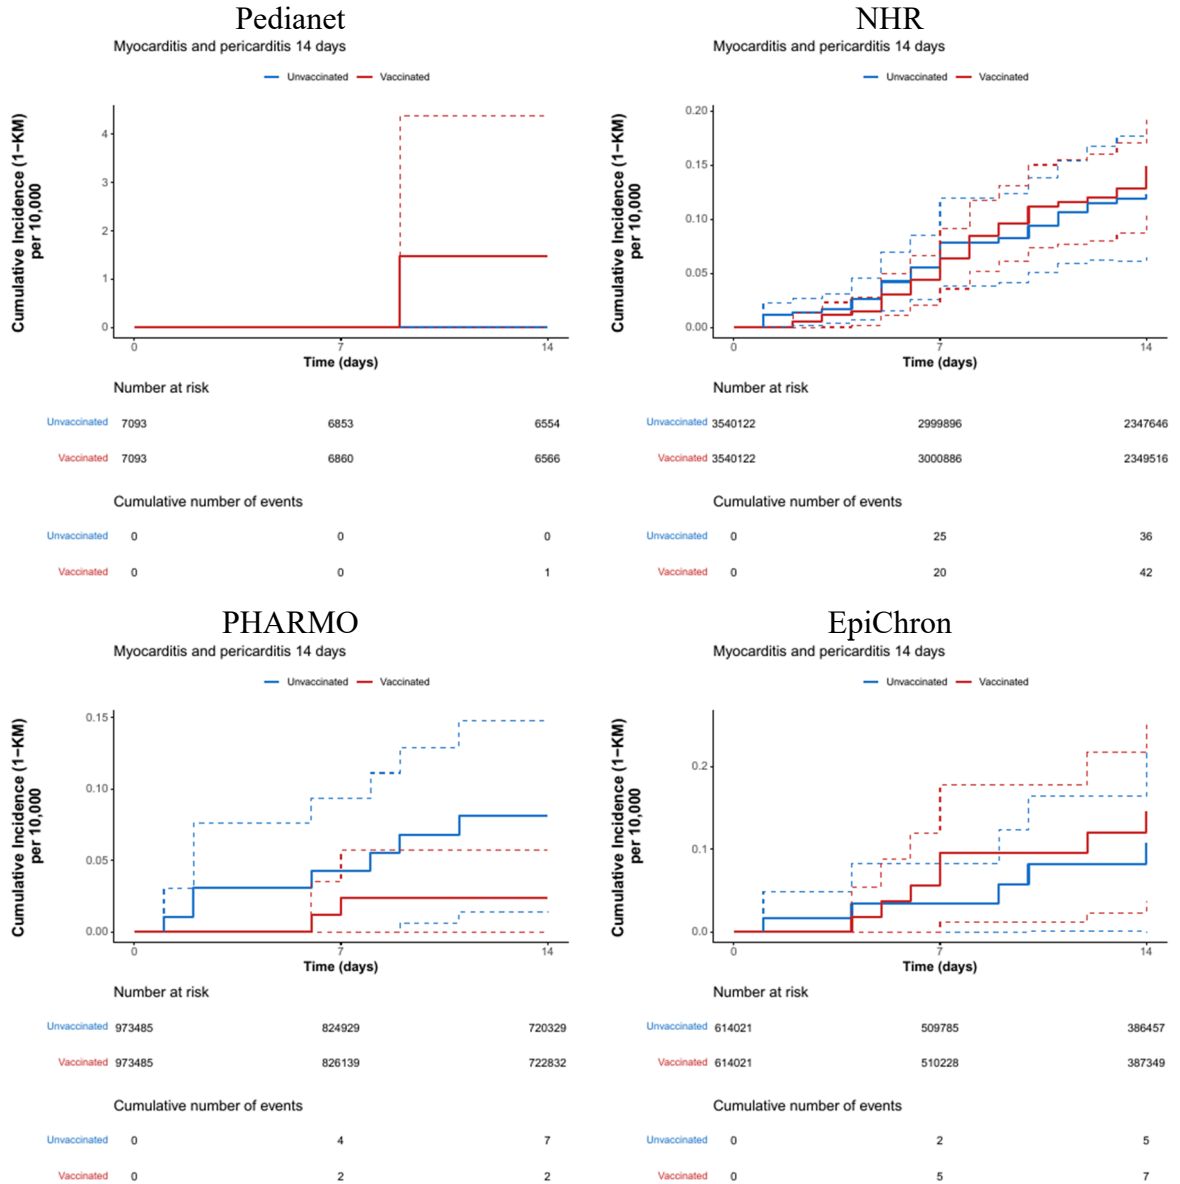 Pedianet
Myocarditis and pericarditis 14 days
Unvaccinated Vaccinated
Cumulative Incidence (1−KM)
per 10,000
4
3
2
1
0
0 7 14
Time (days)
Number at risk
Unvaccinated 7093 6853 6554
Vaccinated 7093 6860 6566
Cumulative number of events
Unvaccinated 0 0 0
Vaccinated 0 0 1
NHR
Myocarditis and pericarditis 14 days
Unvaccinated Vaccinated
Cumulative Incidence (1−KM)
per 10,000
0.20
0.15
0.10
0.05
0.00
0 7 14
Time (days)
Number at risk
Unvaccinated 3540122 2999896 2347646
Vaccinated 3540122 3000886 2349516
Cumulative number of events
Unvaccinated 0 25 36
Vaccinated 0 20 42
PHARMO
Myocarditis and pericarditis 14 days
Unvaccinated Vaccinated
Cumulative Incidence (1−KM)
per 10,000
0.15
0.10
0.05
0.00
0 7 14
Time (days)
Number at risk
Unvaccinated 973485 824929 720329
Vaccinated 973485 826139 722832
Cumulative number of events
Unvaccinated 0 4 7
Vaccinated 0 2 2
EpiChron
Myocarditis and pericarditis 14 days
Unvaccinated Vaccinated
Cumulative Incidence (1−KM)
per 10,000
0.2
0.1
0.0
0 7 14
Time (days)
Number at risk
Unvaccinated 614021 509785 386457
Vaccinated 614021 510228 387349
Cumulative number of events
Unvaccinated 0 2 5
Vaccinated 0 5 7